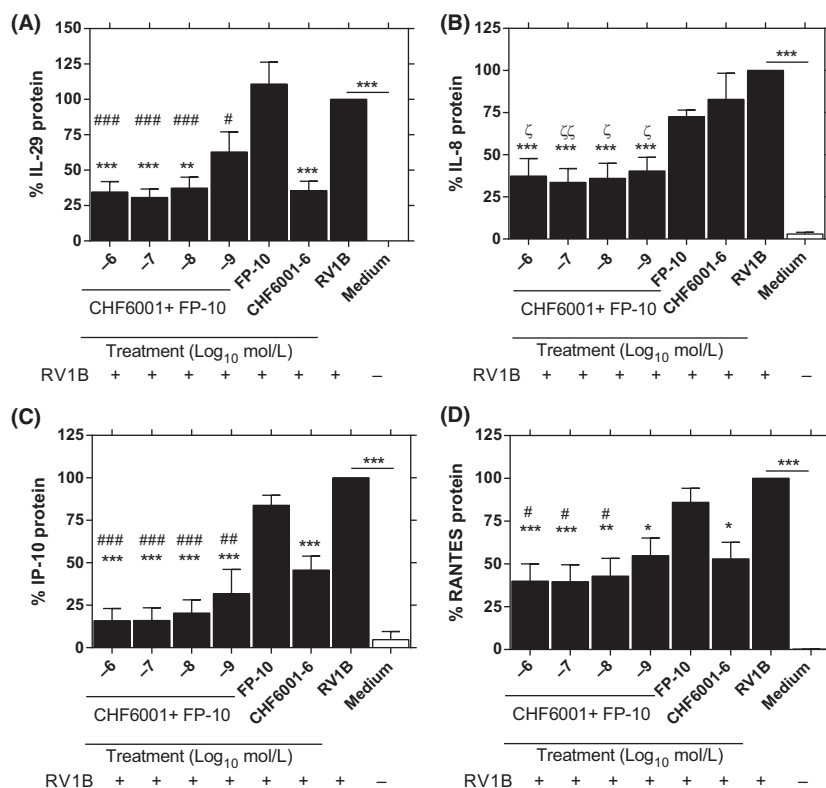 (A)
% IL-29 protein
150
125
100
75
50
25
0
### ### ### #
*** *** ** *** ***
–6 –7 –8 –9 FP-10 CHF6001-6 RV1B Medium
CHF6001+ FP-10
Treatment (Log10 mol/L)
RV1B + + + + + + + –
(B)
% IL-8 protein
125
100
75
50
25
0
ζ ζζ ζ ζ
*** *** *** *** ***
–6 –7 –8 –9 FP-10 CHF6001-6 RV1B Medium
CHF6001+ FP-10
Treatment (Log10 mol/L)
RV1B + + + + + + + –
(C)
% IP-10 protein
125
100
75
50
25
0
### ### ### ##
*** *** *** *** *** ***
–6 –7 –8 –9 FP-10 CHF6001-6 RV1B Medium
CHF6001+ FP-10
Treatment (Log10 mol/L)
RV1B + + + + + + + –
(D)
% RANTES protein
125
100
75
50
25
0
# # #
*** *** ** * * ***
–6 –7 –8 –9 FP-10 CHF6001-6 RV1B Medium
CHF6001+ FP-10
Treatment (Log10 mol/L)
RV1B + + + + + + + –